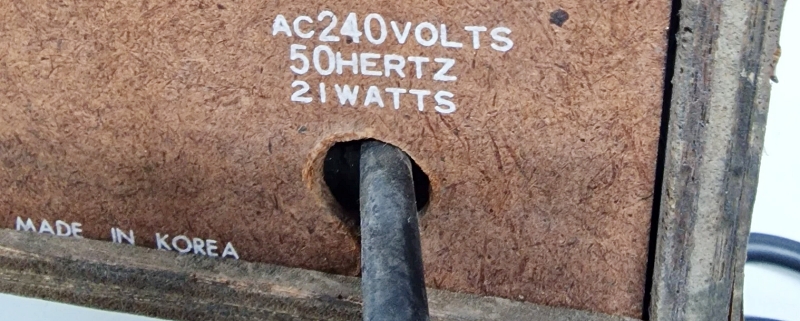 AC240VOLTS
50HERTZ
21WATTS
MADE IN KOREA